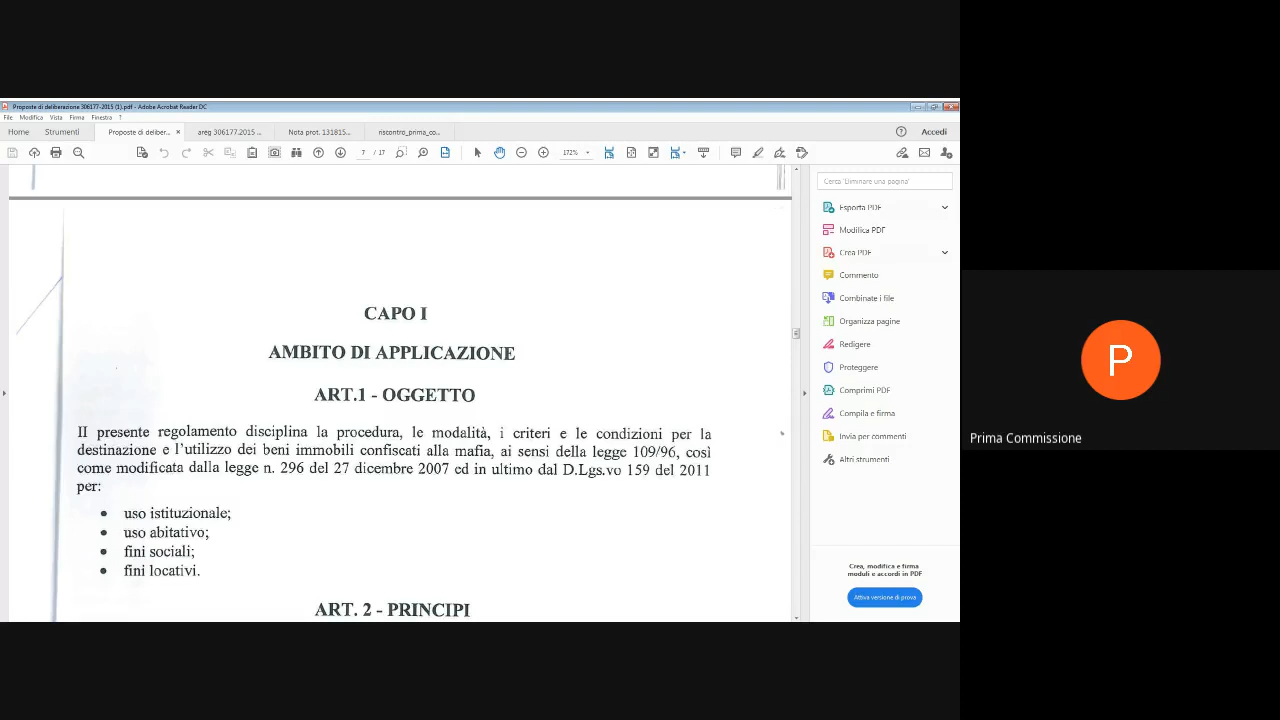 Proposte di deliberazione 306177-2015 (1).pdf - Adobe Acrobat Reader DC
File Modifica Vista Firma Finestra ?
Home Strumenti Proposte di deliber... × areg 306177.2015 ... Nota prot. 131815... riscontro_prima_co... Accedi
7 / 17 172%
Cerca "Eliminare una pagina"
Esporta PDF
Modifica PDF
Crea PDF
Commento
Combinate i file
Organizza pagine
Redigere
Proteggere
Comprimi PDF
Compila e firma
Invia per commenti
Altri strumenti
Crea, modifica e firma
moduli e accordi in PDF
Attiva versione di prova
CAPO I
AMBITO DI APPLICAZIONE
ART.1 - OGGETTO
II presente regolamento disciplina la procedura, le modalità, i criteri e le condizioni per la
destinazione e l'utilizzo dei beni immobili confiscati alla mafia, ai sensi della legge 109/96, così
come modificata dalla legge n. 296 del 27 dicembre 2007 ed in ultimo dal D.Lgs.vo 159 del 2011
per:
• uso istituzionale;
• uso abitativo;
• fini sociali;
• fini locativi.
ART. 2 - PRINCIPI
P
Prima Commissione